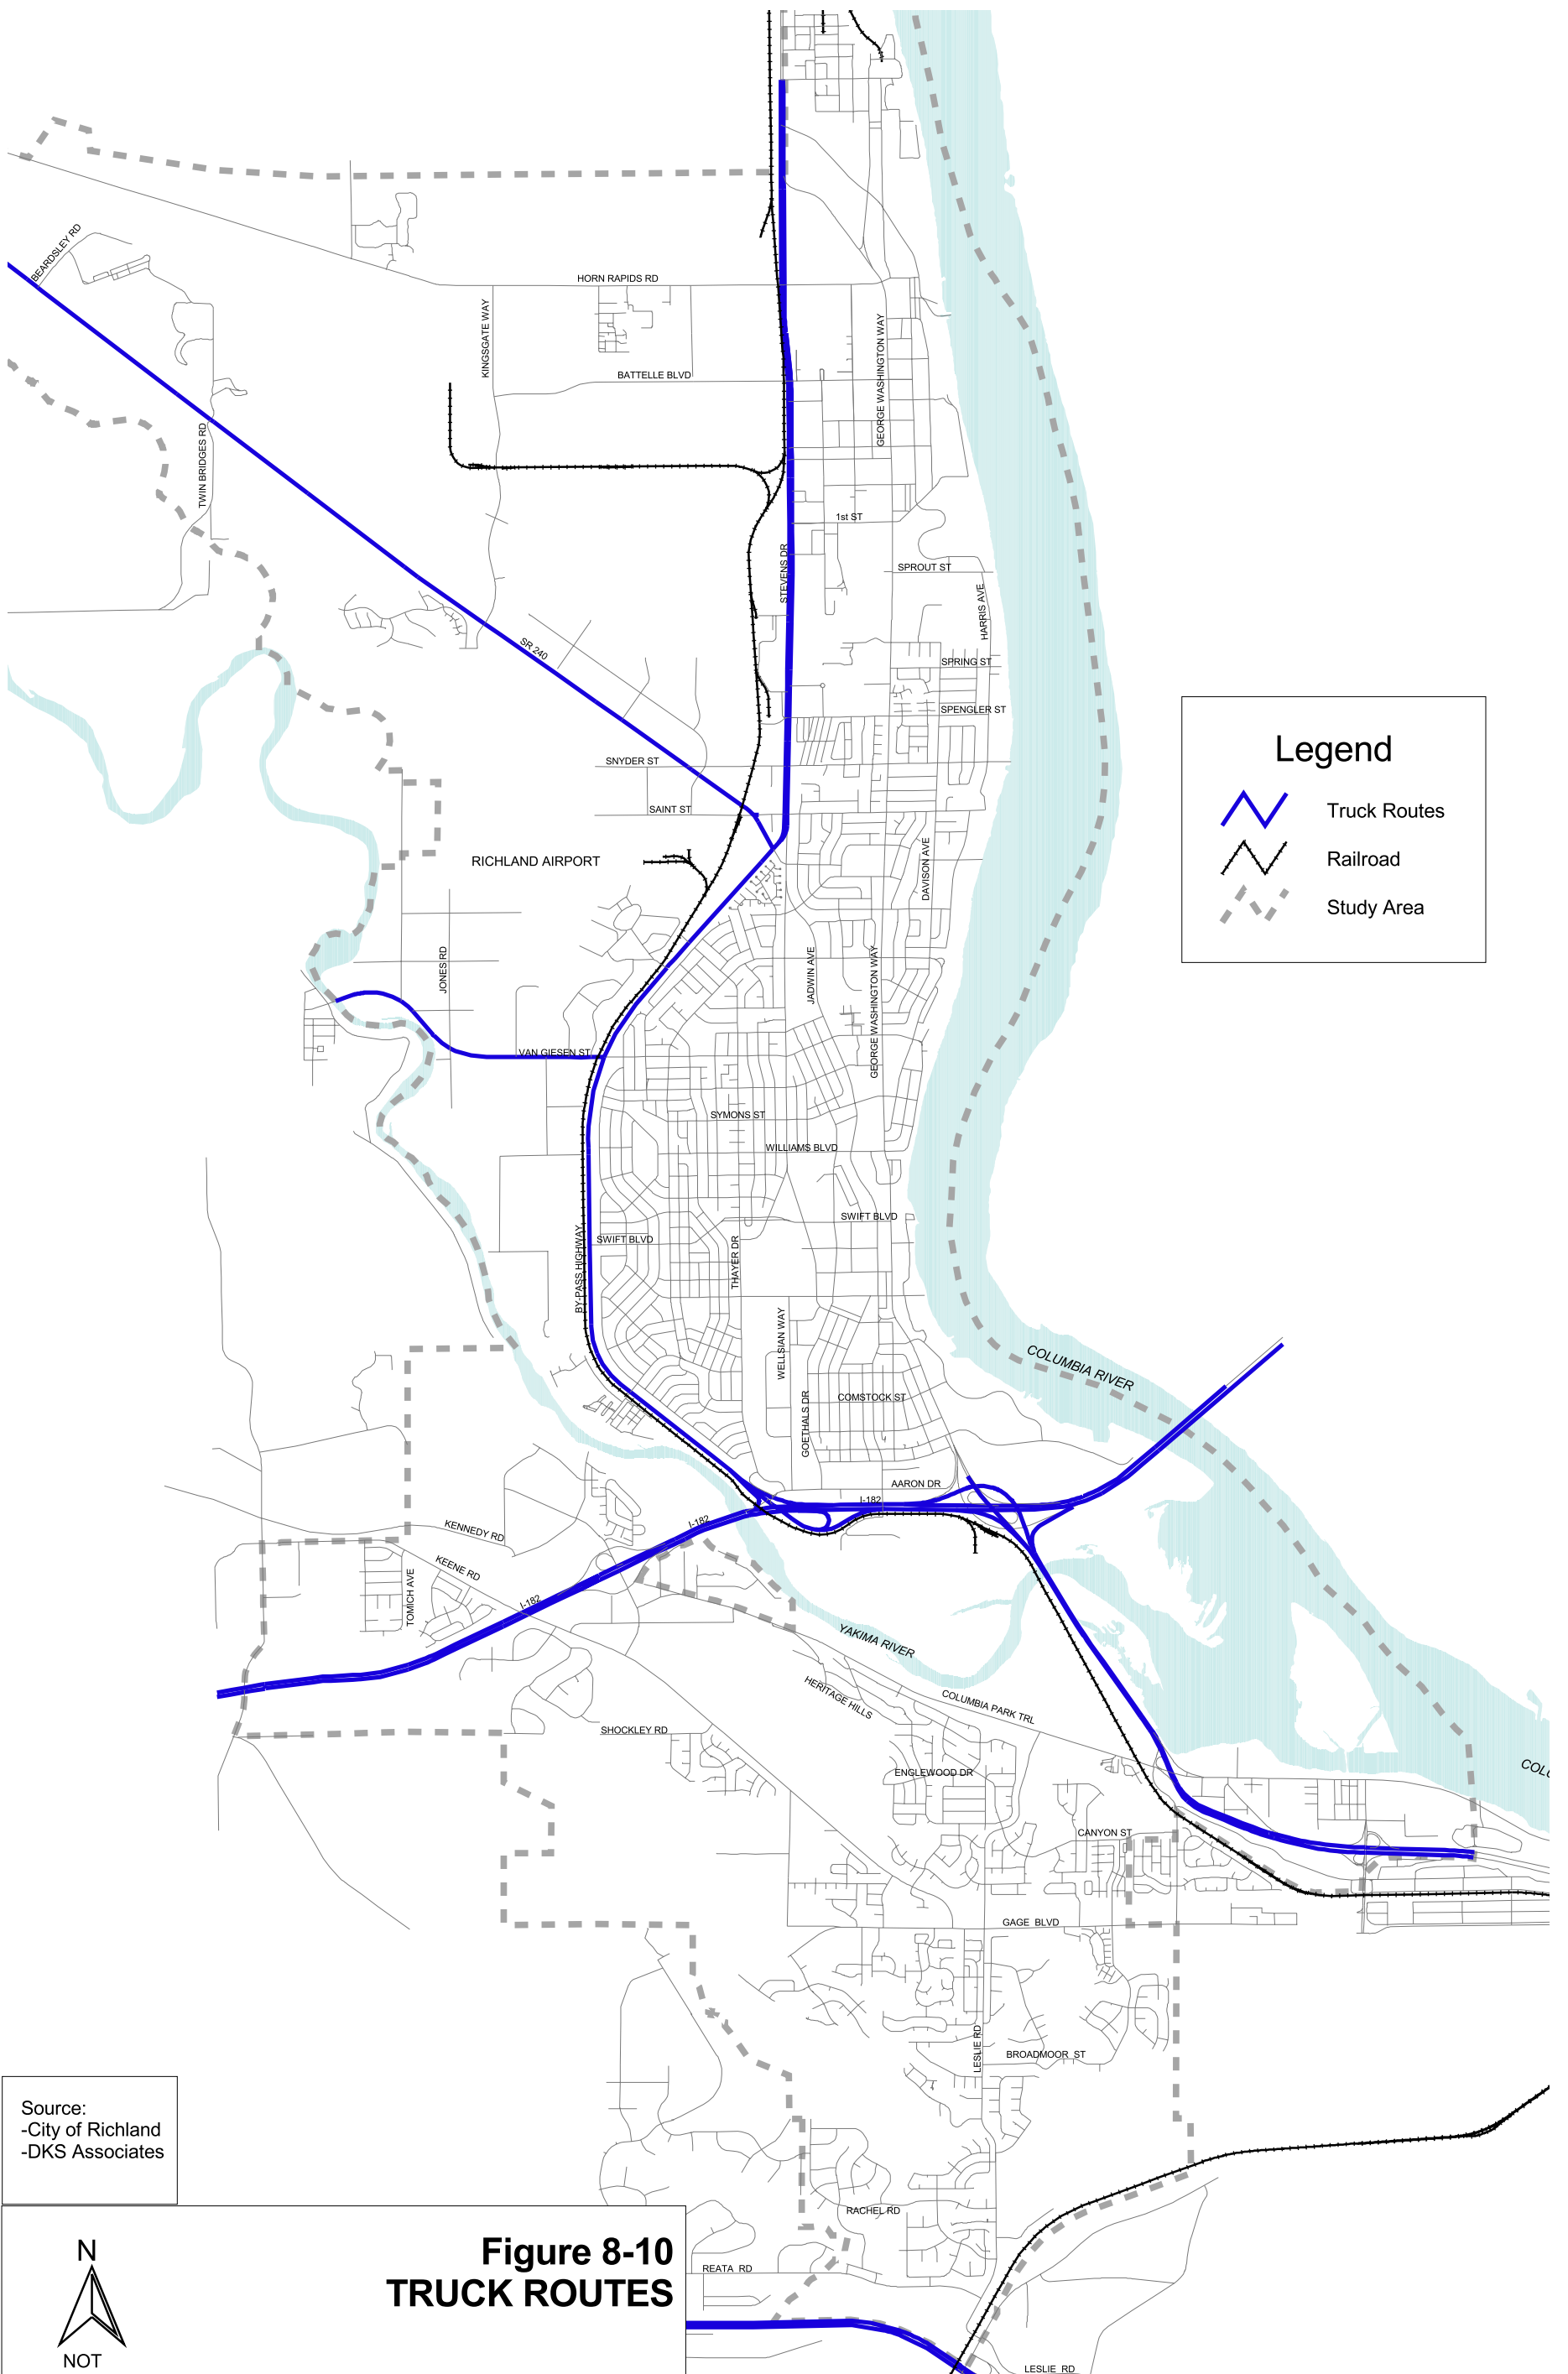 BEARDSLEY RD
HORN RAPIDS RD
KINGSGATE WAY
GEORGE WASHINGTON WAY
BATTELLE BLVD
TWIN BRIDGES RD
1st ST
STEVENS DR
SPROUT ST
HARRIS AVE
SR 240
SPRING ST
SPENGLER ST
Legend
Truck Routes
Railroad
Study Area
SNYDER ST
SAINT ST
RICHLAND AIRPORT
DAVISON AVE
JONES RD
JADWIN AVE
GEORGE WASHINGTON WAY
VAN GIESEN ST
SYMONS ST
WILLIAMS BLVD
SWIFT BLVD
SWIFT BLVD
BY-PASS HIGHWAY
THAYER DR
WELLSIAN WAY
COLUMBIA RIVER
COMSTOCK ST
GOETHALS DR
AARON DR
I-182
I-182
KENNEDY RD
KEENE RD
TOMICH AVE
I-182
YAKIMA RIVER
HERITAGE HILLS
COLUMBIA PARK TRL
SHOCKLEY RD
ENGLEWOOD DR
COLU
CANYON ST
GAGE BLVD
LESLIE RD
BROADMOOR ST
Source:
-City of Richland
-DKS Associates
RACHEL RD
REATA RD
LESLIE RD
N
NOT
Figure 8-10
TRUCK ROUTES